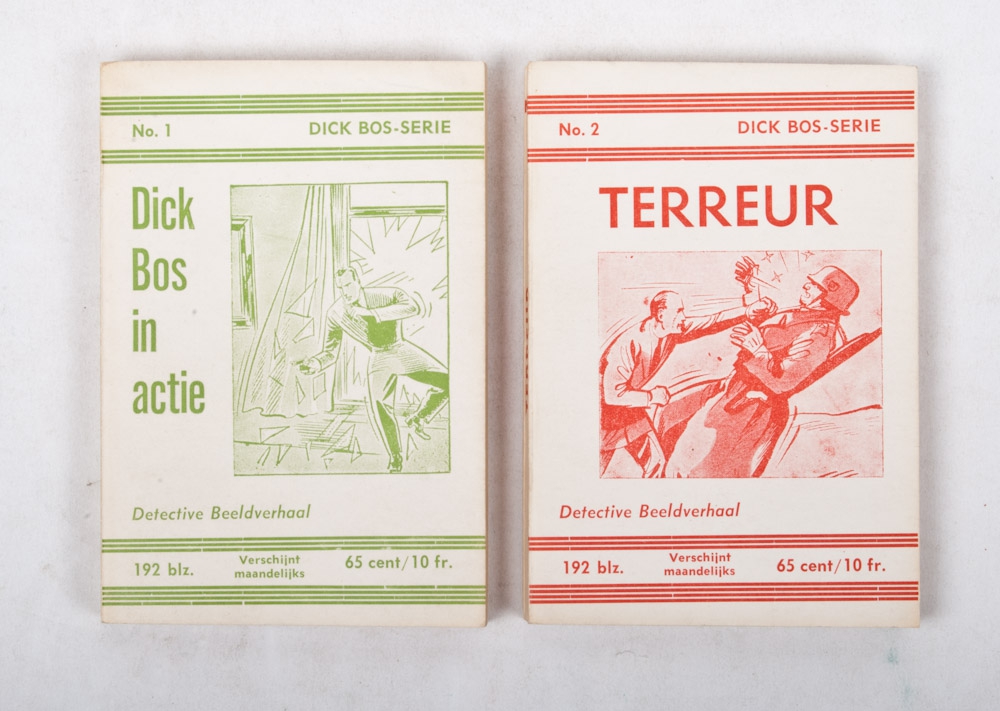 No. 1 DICK BOS-SERIE
Dick
Bos
in
actie
Detective Beeldverhaal
192 blz. Verschijnt maandelijks 65 cent/10 fr.
No. 2 DICK BOS-SERIE
TERREUR
Detective Beeldverhaal
192 blz. Verschijnt maandelijks 65 cent/10 fr.